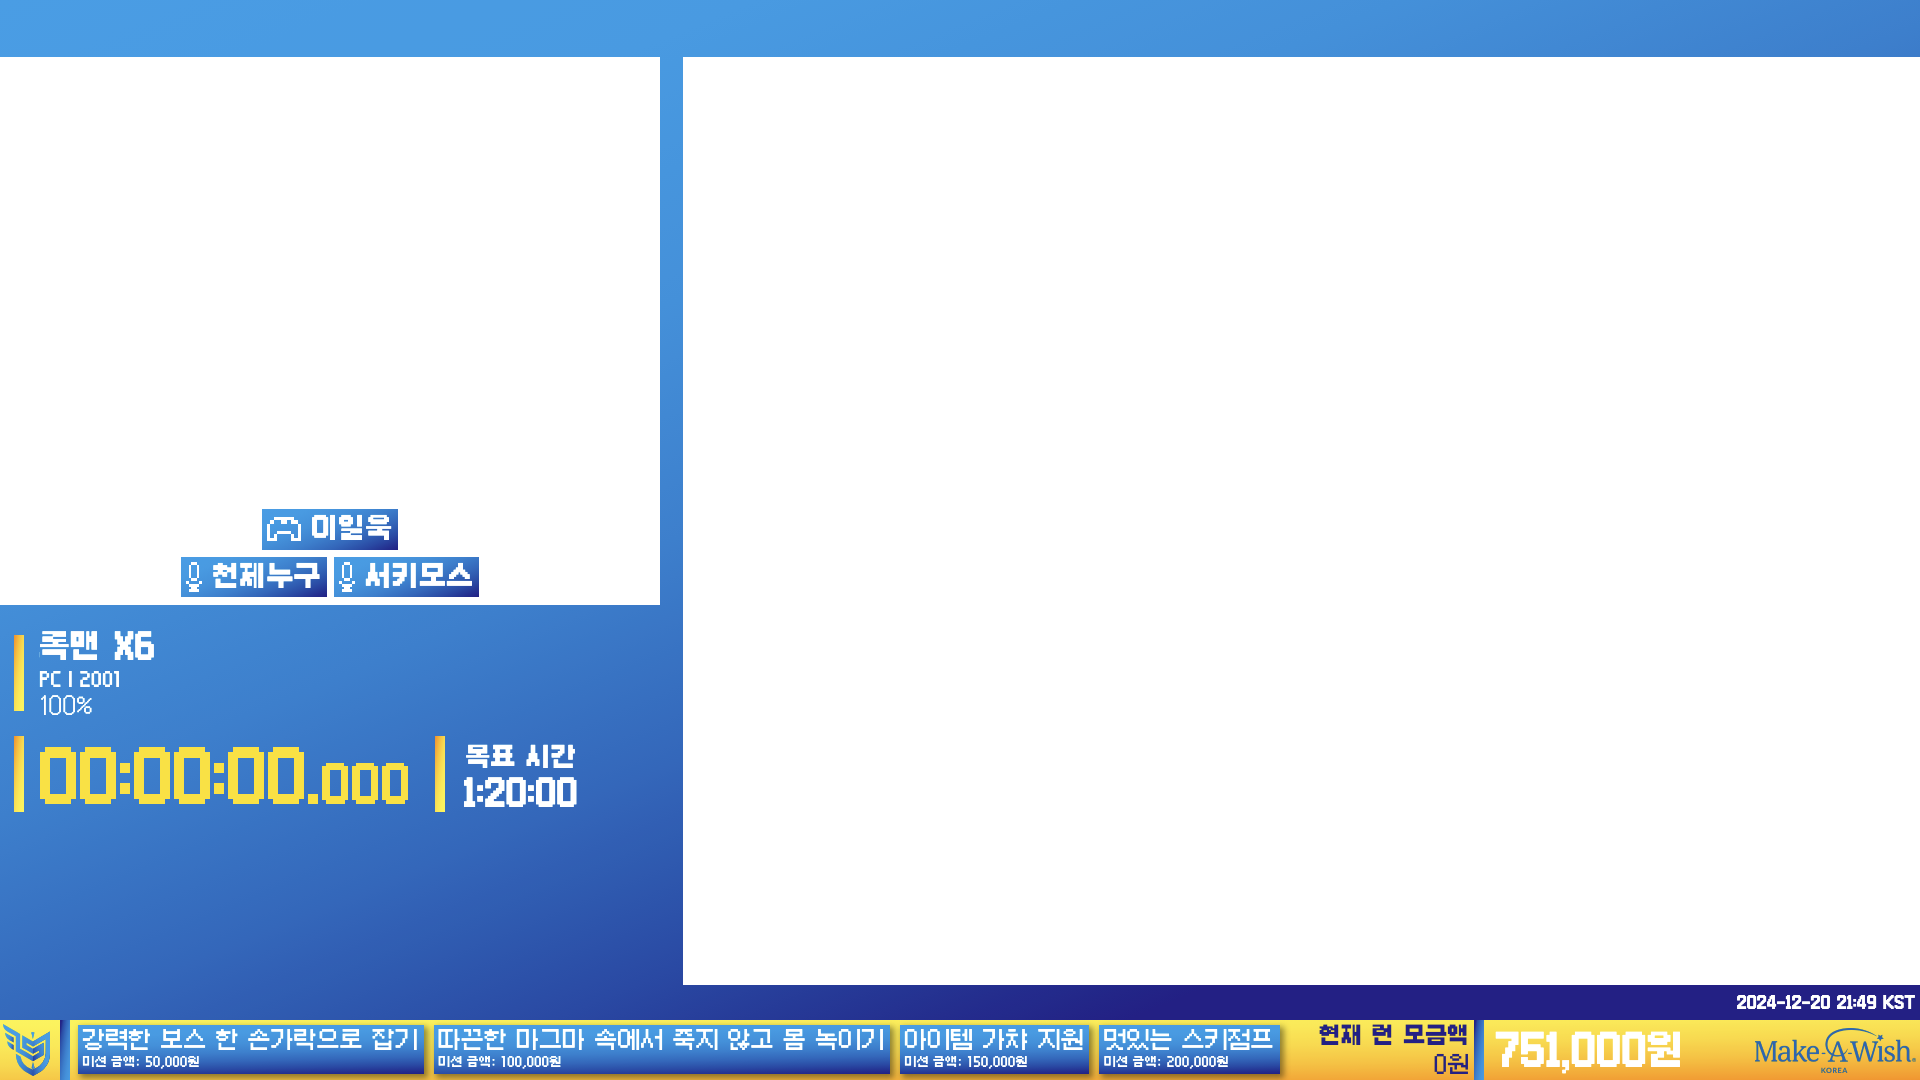 이일욱
천제누구
서키모스
록맨 X6
PC | 2001
100%
00:00:00.000
목표 시간
1:20:00
2024-12-20 21:49 KST
강력한 보스 한 손가락으로 잡기
미션 금액: 50,000원
따끈한 마그마 속에서 죽지 않고 몸 녹이기
미션 금액: 100,000원
아이템 가챠 지원
미션 금액: 150,000원
멋있는 스키점프
미션 금액: 200,000원
현재 런 모금액
0원
751,000원
Make-A-Wish.
KOREA